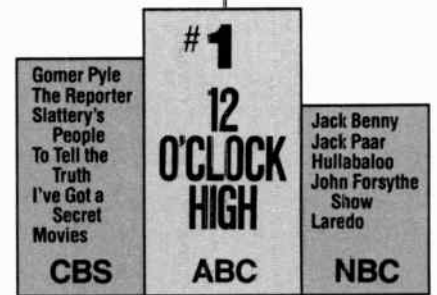 Gomer Pyle
The Reporter
Slattery's
People
To Tell the
Truth
I've Got a
Secret
Movies
CBS
#1
12
O'CLOCK
HIGH
ABC
Jack Benny
Jack Paar
Hullabaloo
John Forsythe
Show
Laredo
NBC